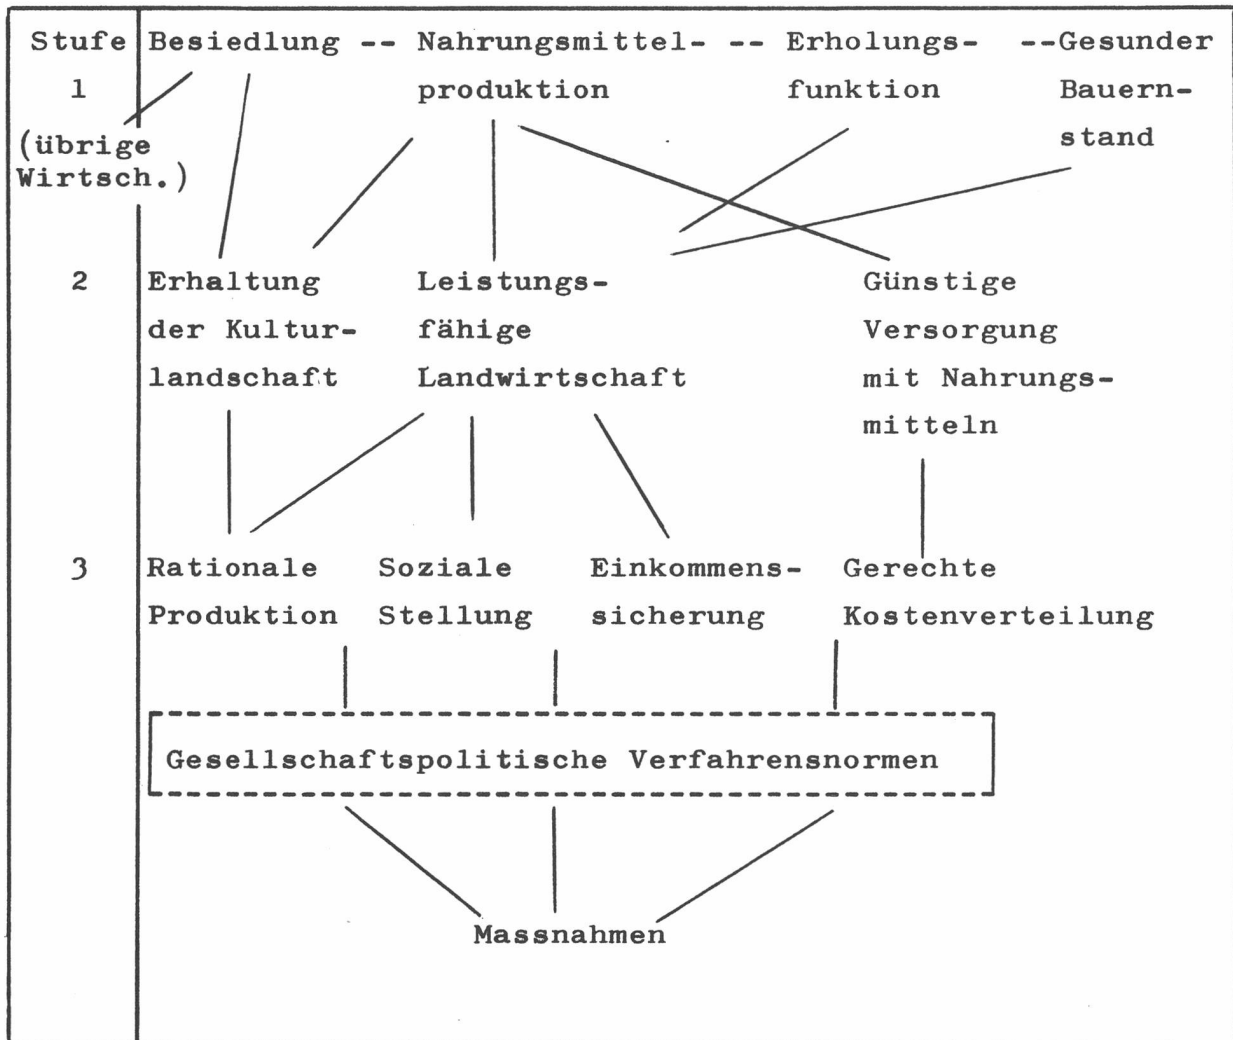 Stufe Besiedlung -- Nahrungsmittel- -- Erholungs- --Gesunder
1 produktion funktion Bauern-
(übrige stand
Wirtsch.)
2 Erhaltung Leistungs- Günstige
der Kultur- fähige Versorgung
landschaft Landwirtschaft mit Nahrungs-
mitteln
3 Rationale Soziale Einkommens- Gerechte
Produktion Stellung sicherung Kostenverteilung
Gesellschaftspolitische Verfahrensnormen
Massnahmen